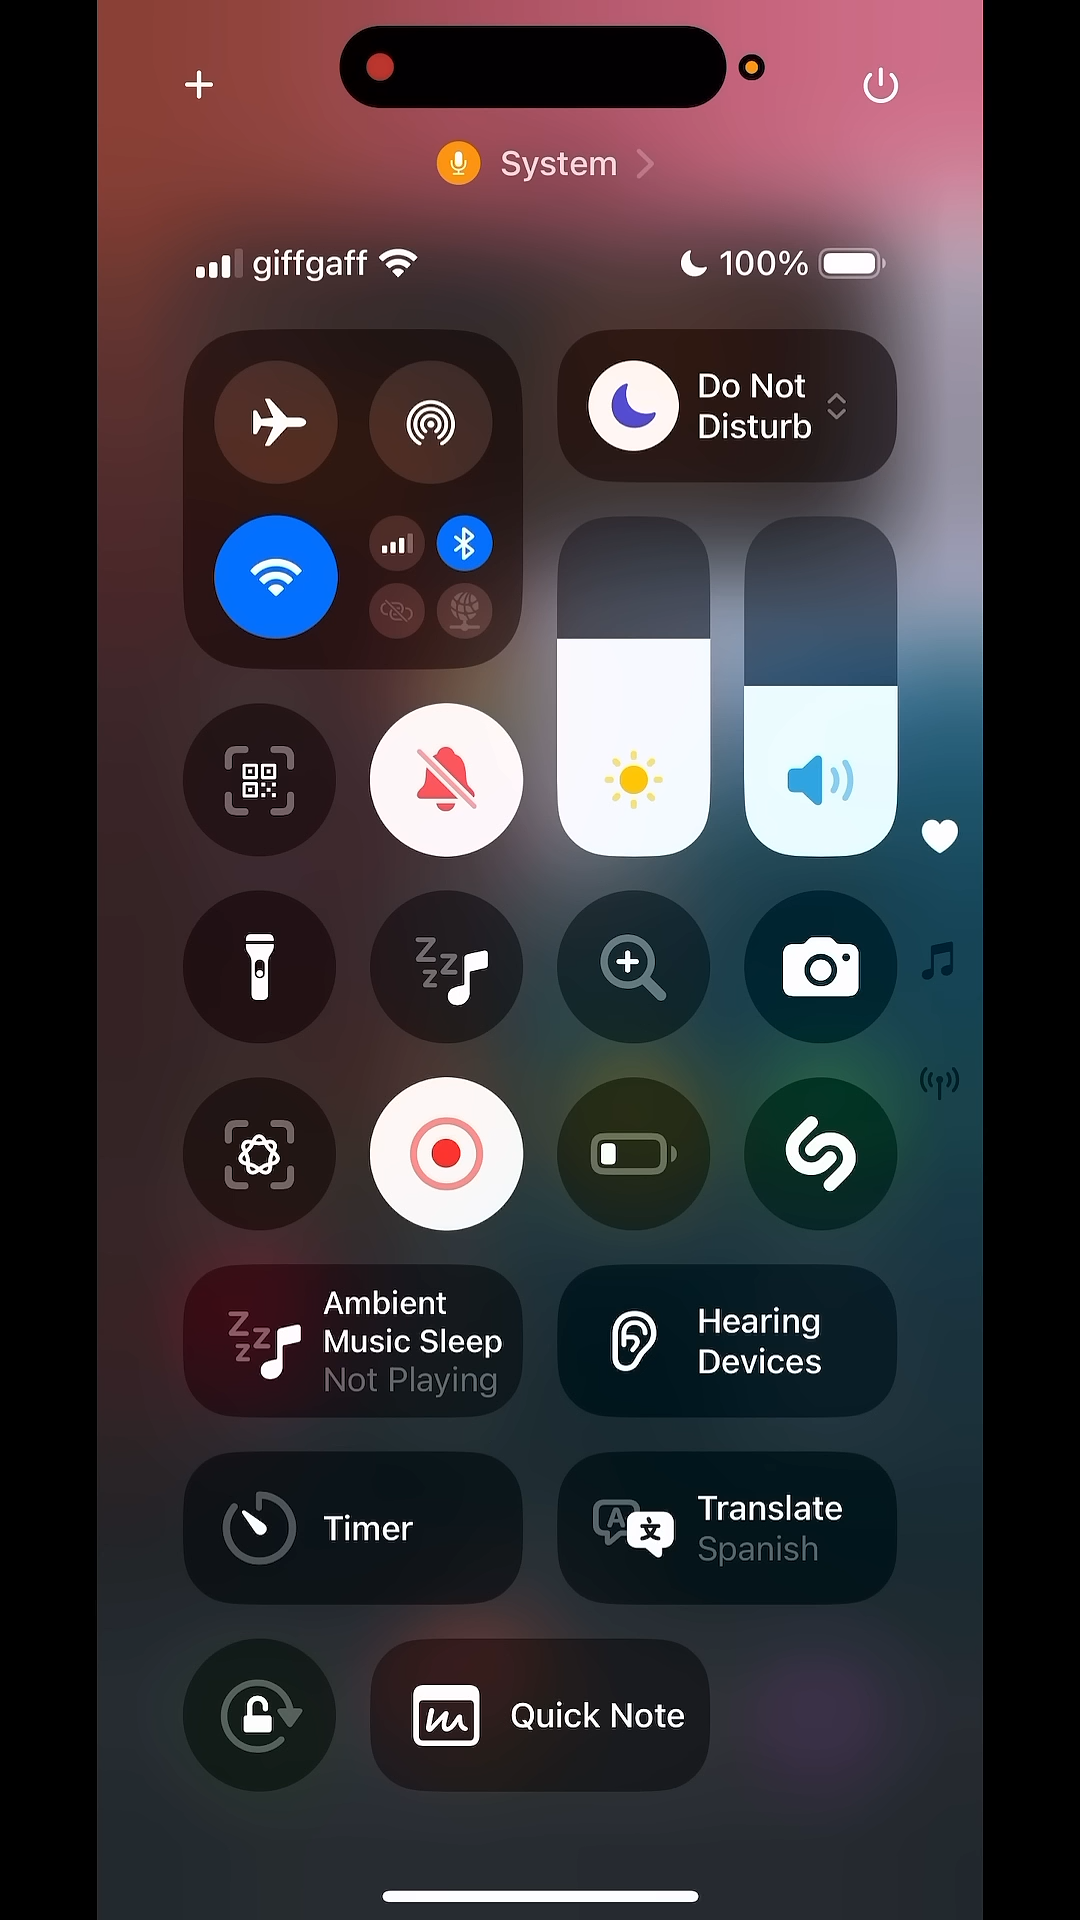 System
giffgaff
100%
Do Not
Disturb
Ambient
Music Sleep
Not Playing
Hearing
Devices
Timer
Translate
Spanish
Quick Note